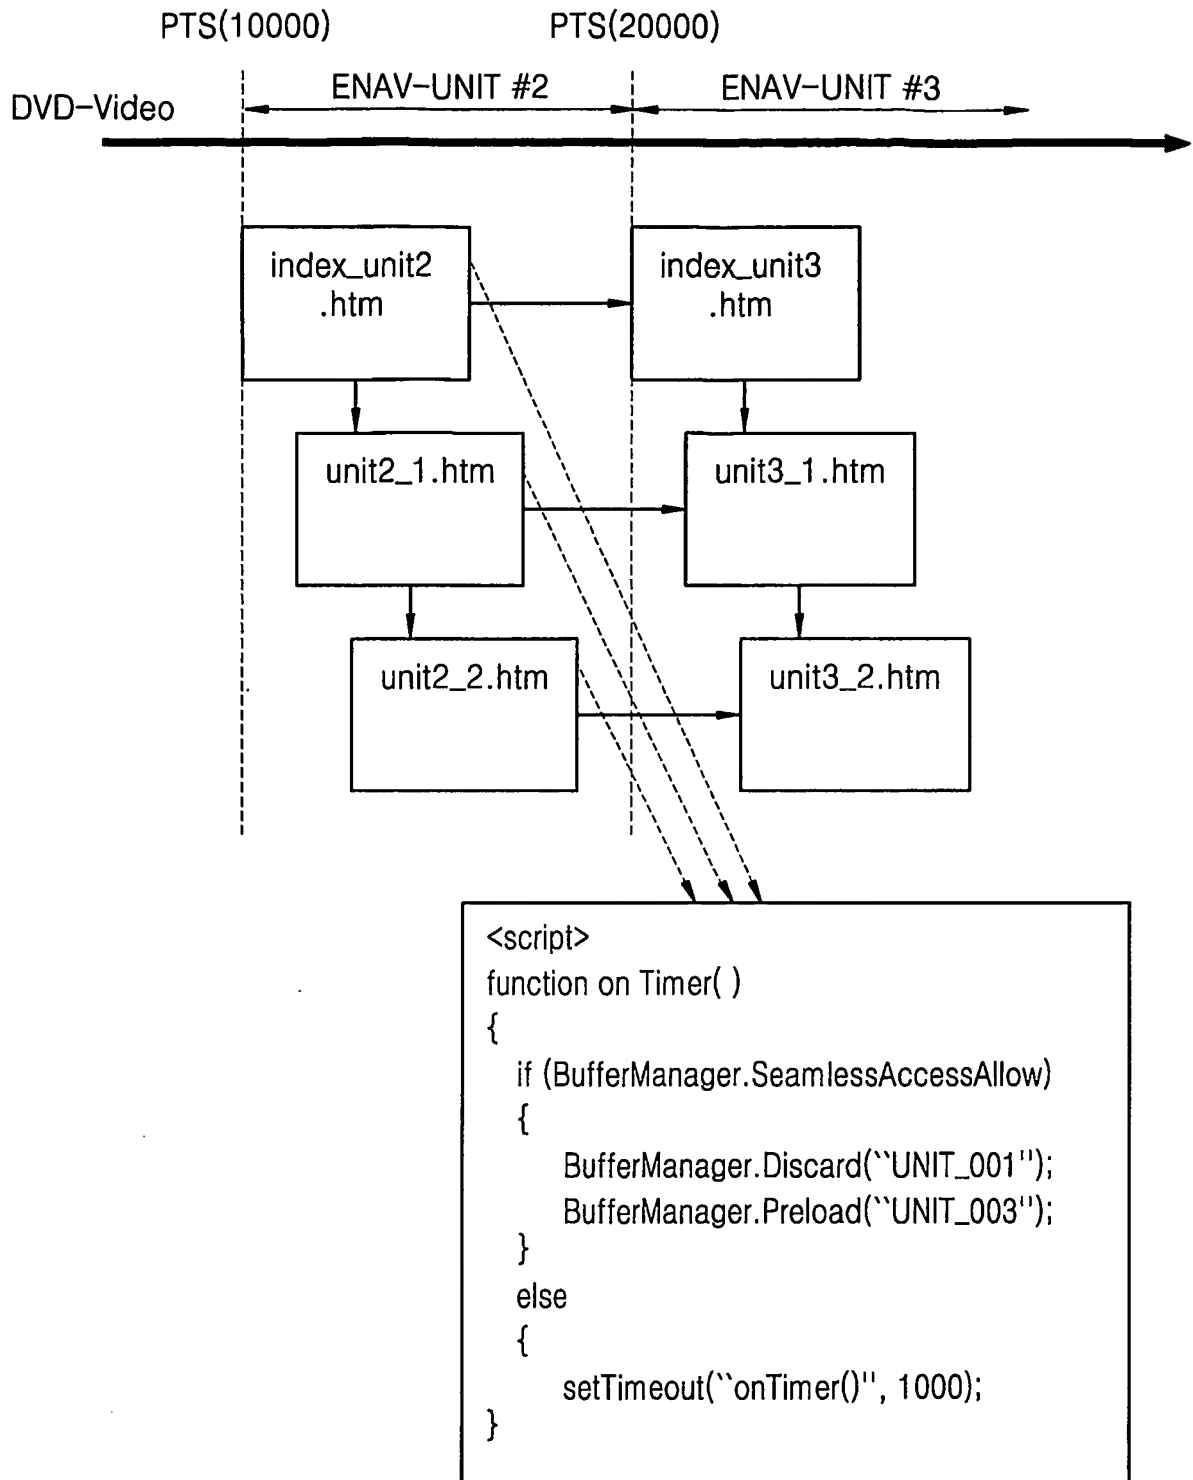 PTS(10000) PTS(20000)
ENAV-UNIT #2 ENAV-UNIT #3
DVD-Video
index_unit2
.htm
index_unit3
.htm
unit2_1.htm
unit3_1.htm
unit2_2.htm
unit3_2.htm
<script>
function on Timer( )
{
if (BufferManager.SeamlessAccessAllow)
{
BufferManager.Discard(``UNIT_001'');
BufferManager.Preload(``UNIT_003'');
}
else
{
setTimeout(``onTimer()'', 1000);
}